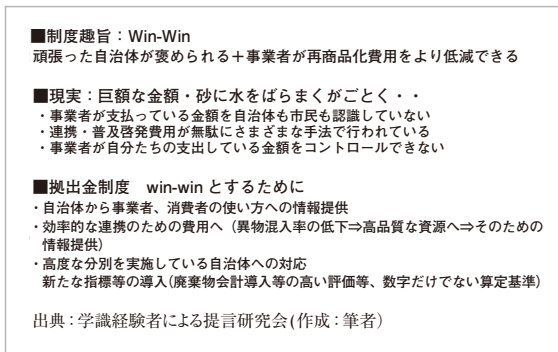 ■制度趣旨：Win-Win
頑張った自治体が褒められる＋事業者が再商品化費用をより低減できる
■現実：巨額な金額・砂に水をばらまくがごとく・・
・事業者が支払っている金額を自治体も市民も認識していない
・連携・普及啓発費用が無駄にさまざまな手法で行われている
・事業者が自分たちの支出している金額をコントロールできない
■拠出金制度　win-win とするために
・自治体から事業者、消費者の使い方への情報提供
・効率的な連携のための費用へ（異物混入率の低下⇒高品質な資源へ⇒そのための
情報提供）
・高度な分別を実施している自治体への対応
新たな指標等の導入(廃棄物会計導入等の高い評価等、数字だけでない算定基準）
出典：学識経験者による提言研究会(作成：筆者）